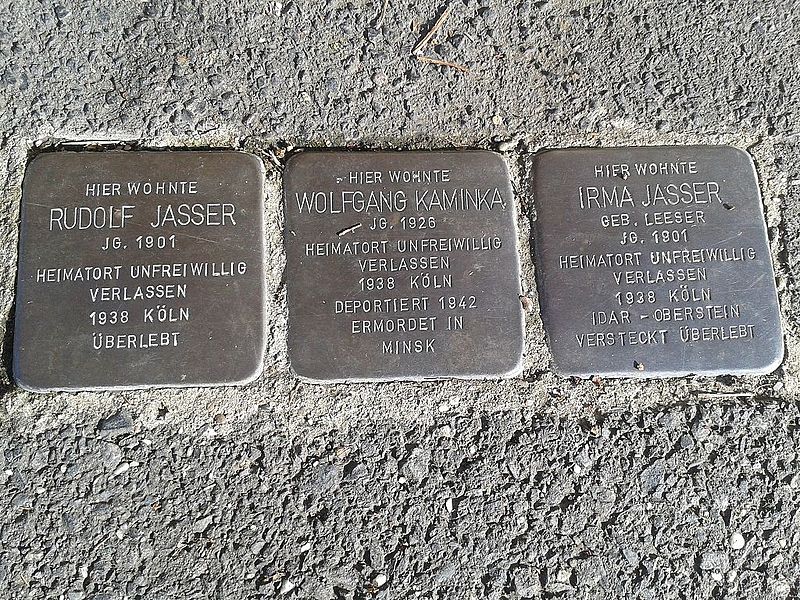 HIER WOHNTE
RUDOLF JASSER
JG. 1901
HEIMATORT UNFREIWILLIG
VERLASSEN
1938 KÖLN
ÜBERLEBT
HIER WOHNTE
WOLFGANG KAMINKA
JG. 1926
HEIMATORT UNFREIWILLIG
VERLASSEN
1938 KÖLN
DEPORTIERT 1942
ERMORDET IN
MINSK
HIER WOHNTE
IRMA JASSER
GEB. LEESER
JG. 1901
HEIMATORT UNFREIWILLIG
VERLASSEN
1938 KÖLN
IDAR - OBERSTEIN
VERSTECKT ÜBERLEBT